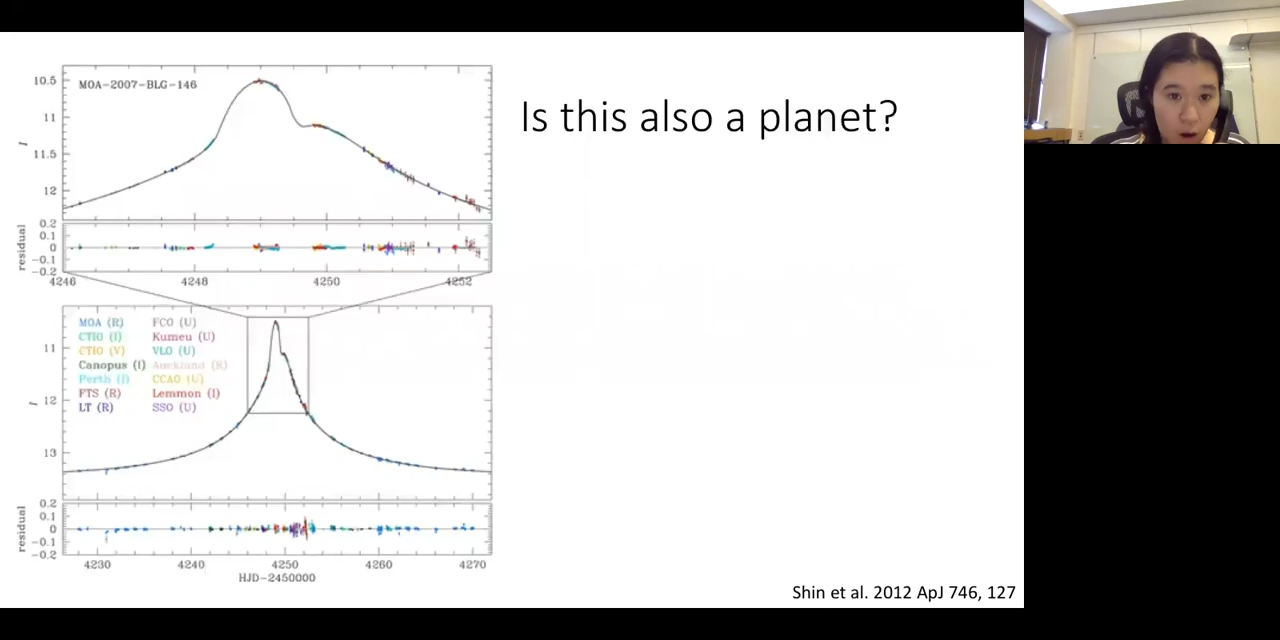 Is this also a planet?
MOA-2007-BLG-146
10.5
11
11.5
12
I
0.2
0.1
0
-0.1
-0.2
residual
4246 4248 4250 4252
MOA (R) FCO (U)
CTIO (I) Kumeu (U)
CTIO (V) VLO (U)
Canopus (I) Auckland (R)
Perth (I) CCAO (U)
FTS (R) Lemmon (I)
LT (R) SSO (U)
11
12
13
I
0.2
0.1
0
-0.1
-0.2
residual
4230 4240 4250 4260 4270
HJD-2450000
Shin et al. 2012 ApJ 746, 127